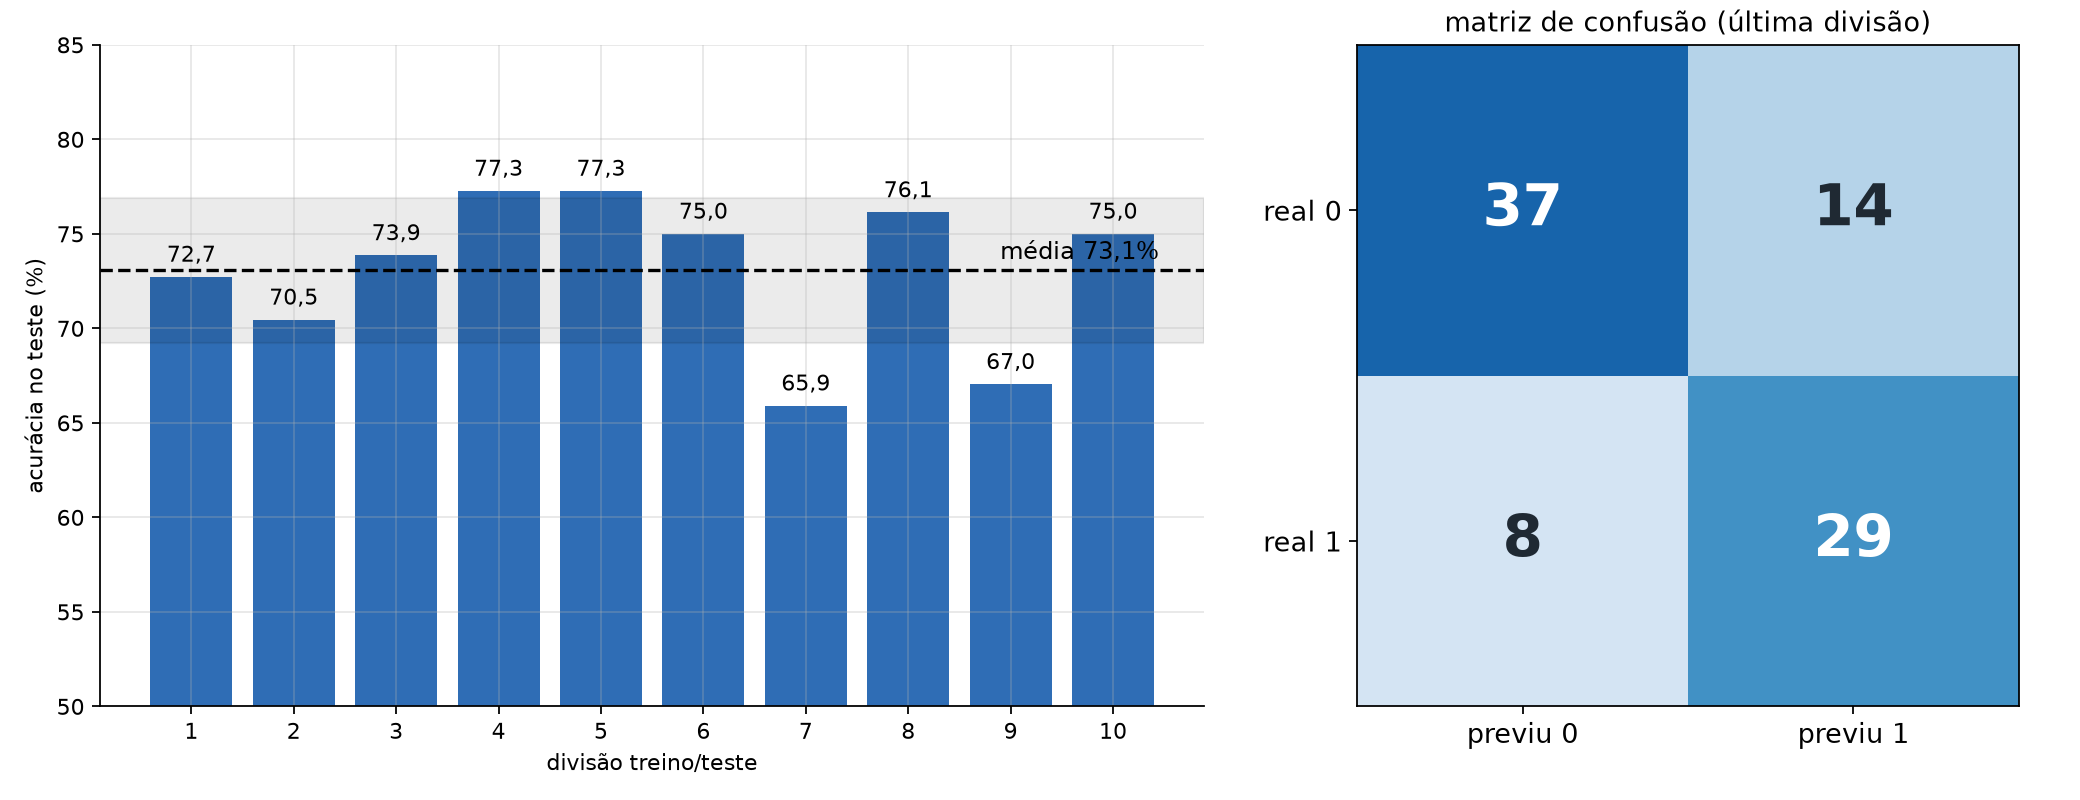 85
80
75
70
65
60
55
50
acurácia no teste (%)
72,7
70,5
73,9
77,3
77,3
75,0
65,9
76,1
67,0
75,0
média 73,1%
1 2 3 4 5 6 7 8 9 10
divisão treino/teste
matriz de confusão (última divisão)
real 0
37 14
real 1
8 29
previu 0 previu 1